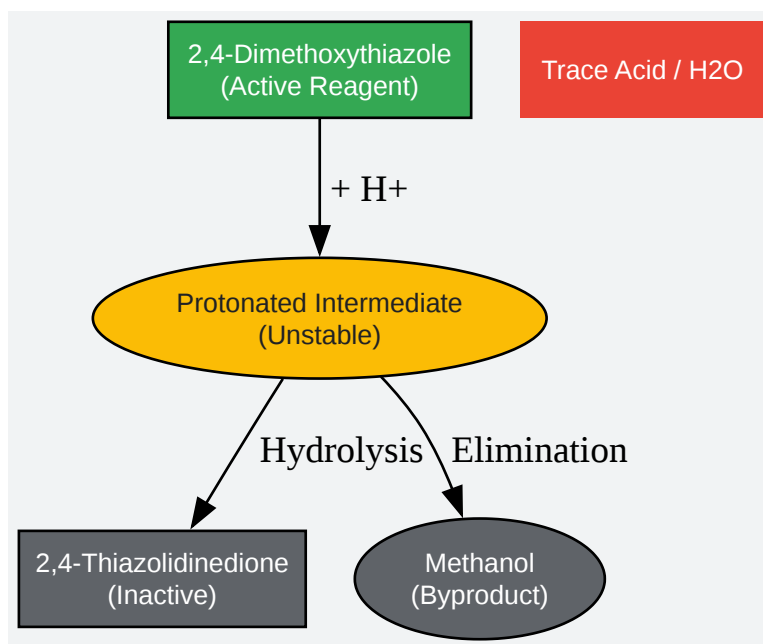 2,4-Dimethoxythiazole
(Active Reagent)
Trace Acid / H2O
+ H+
Protonated Intermediate
(Unstable)
Hydrolysis
Elimination
2,4-Thiazolidinedione
(Inactive)
Methanol
(Byproduct)